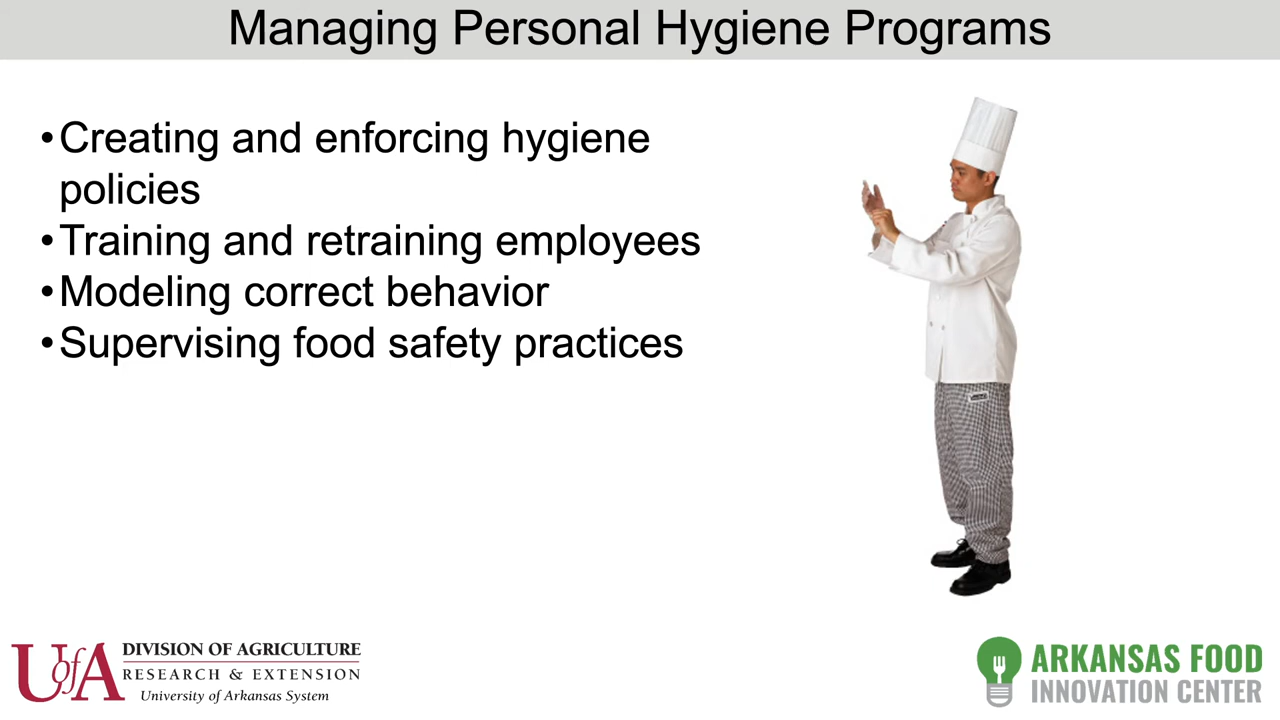 Managing Personal Hygiene Programs
•Creating and enforcing hygiene
policies
•Training and retraining employees
•Modeling correct behavior
•Supervising food safety practices
UofA DIVISION OF AGRICULTURE
RESEARCH & EXTENSION
University of Arkansas System
ARKANSAS FOOD
INNOVATION CENTER